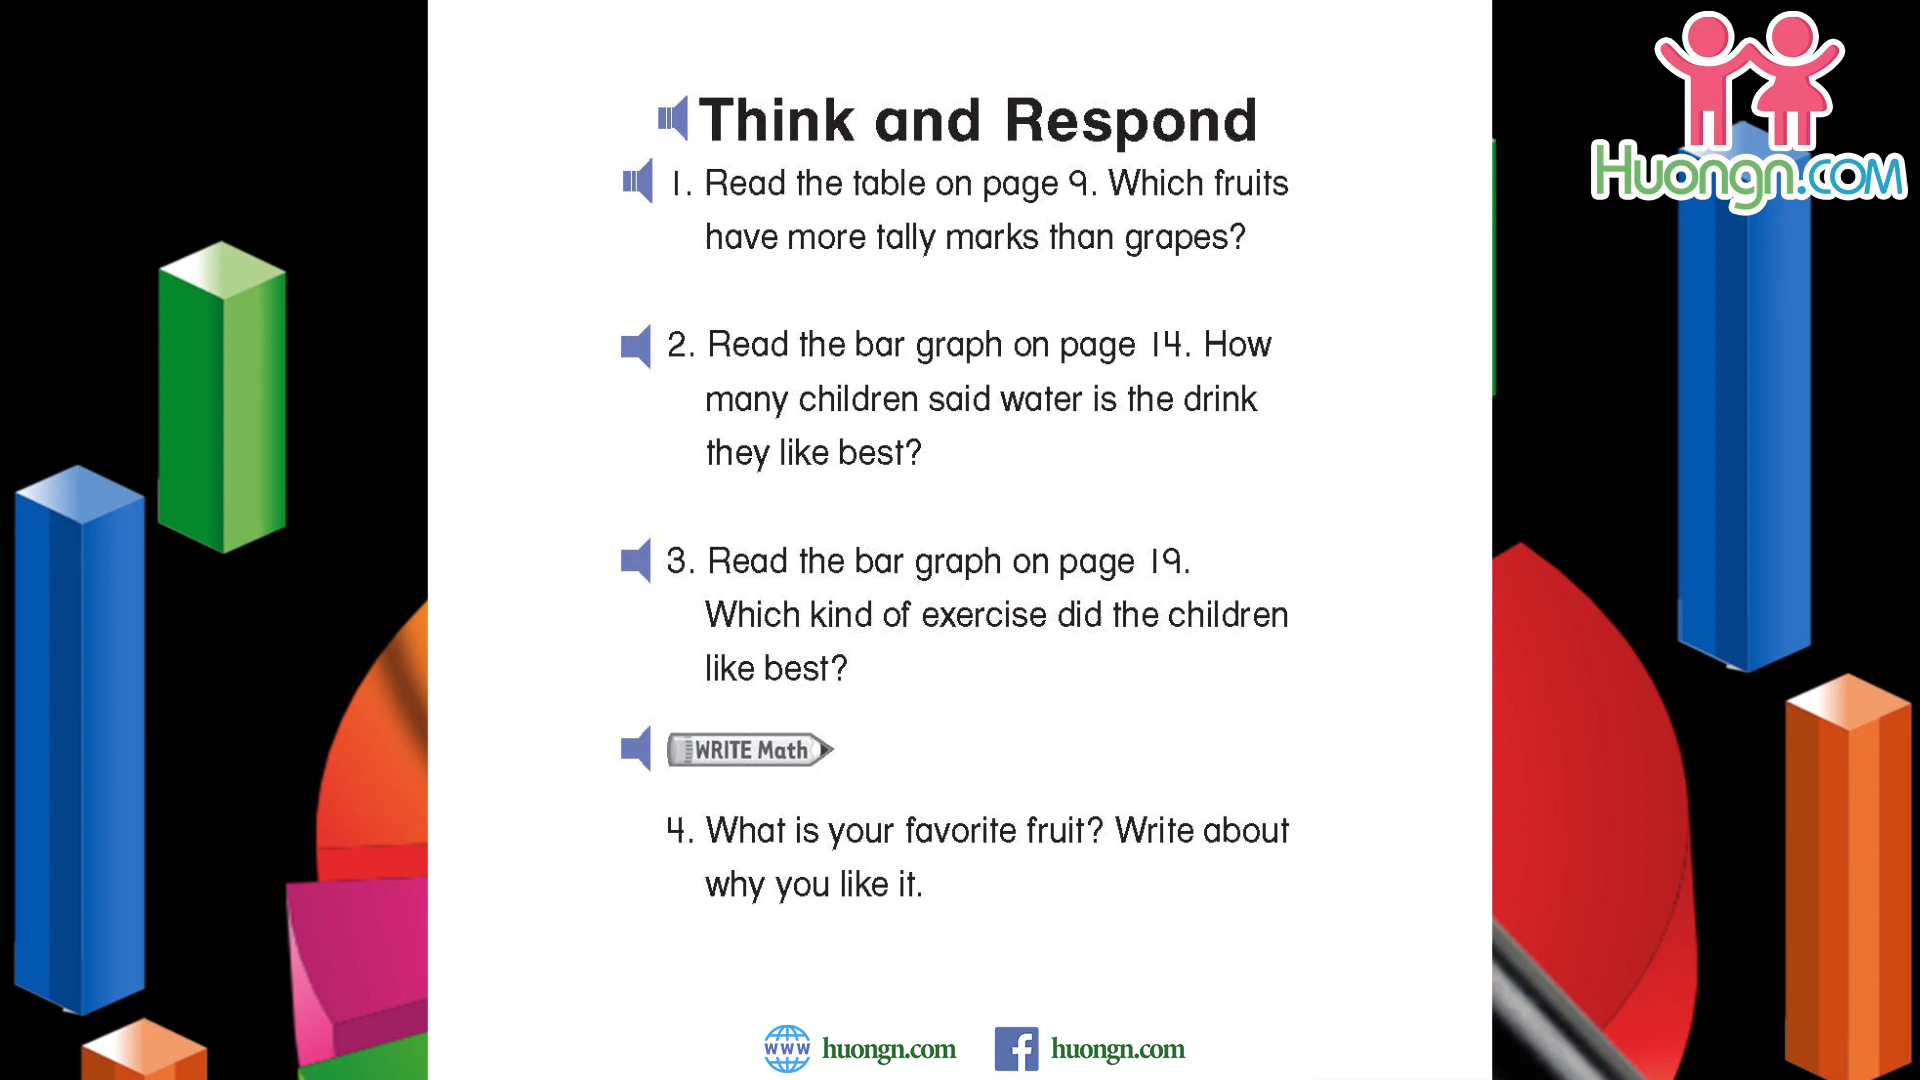 Huongn.com
Think and Respond
1. Read the table on page 9. Which fruits
have more tally marks than grapes?
2. Read the bar graph on page 14. How
many children said water is the drink
they like best?
3. Read the bar graph on page 19.
Which kind of exercise did the children
like best?
WRITE Math
4. What is your favorite fruit? Write about
why you like it.
www huongn.com f huongn.com